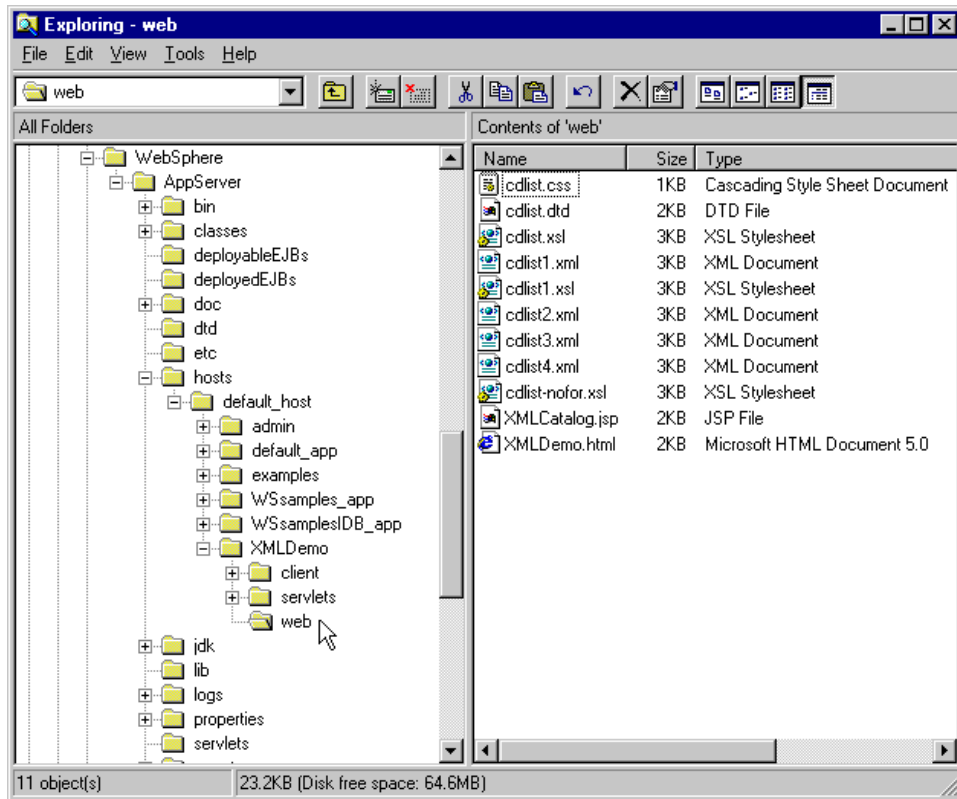 Exploring - web
File Edit View Tools Help
web
All Folders
Contents of 'web'
WebSphere
AppServer
bin
classes
deployableEJBs
deployedEJBs
doc
dtd
etc
hosts
default_host
admin
default_app
examples
WSsamples_app
WSsamplesIDB_app
XMLDemo
client
servlets
web
jdk
lib
logs
properties
servlets
Name Size Type
cdlist.css 1KB Cascading Style Sheet Document
cdlist.dtd 2KB DTD File
cdlist.xsl 3KB XSL Stylesheet
cdlist1.xml 3KB XML Document
cdlist1.xsl 3KB XSL Stylesheet
cdlist2.xml 3KB XML Document
cdlist3.xml 3KB XML Document
cdlist4.xml 3KB XML Document
cdlist-nofor.xsl 3KB XSL Stylesheet
XMLCatalog.jsp 2KB JSP File
XMLDemo.html 2KB Microsoft HTML Document 5.0
11 object(s)
23.2KB (Disk free space: 64.6MB)